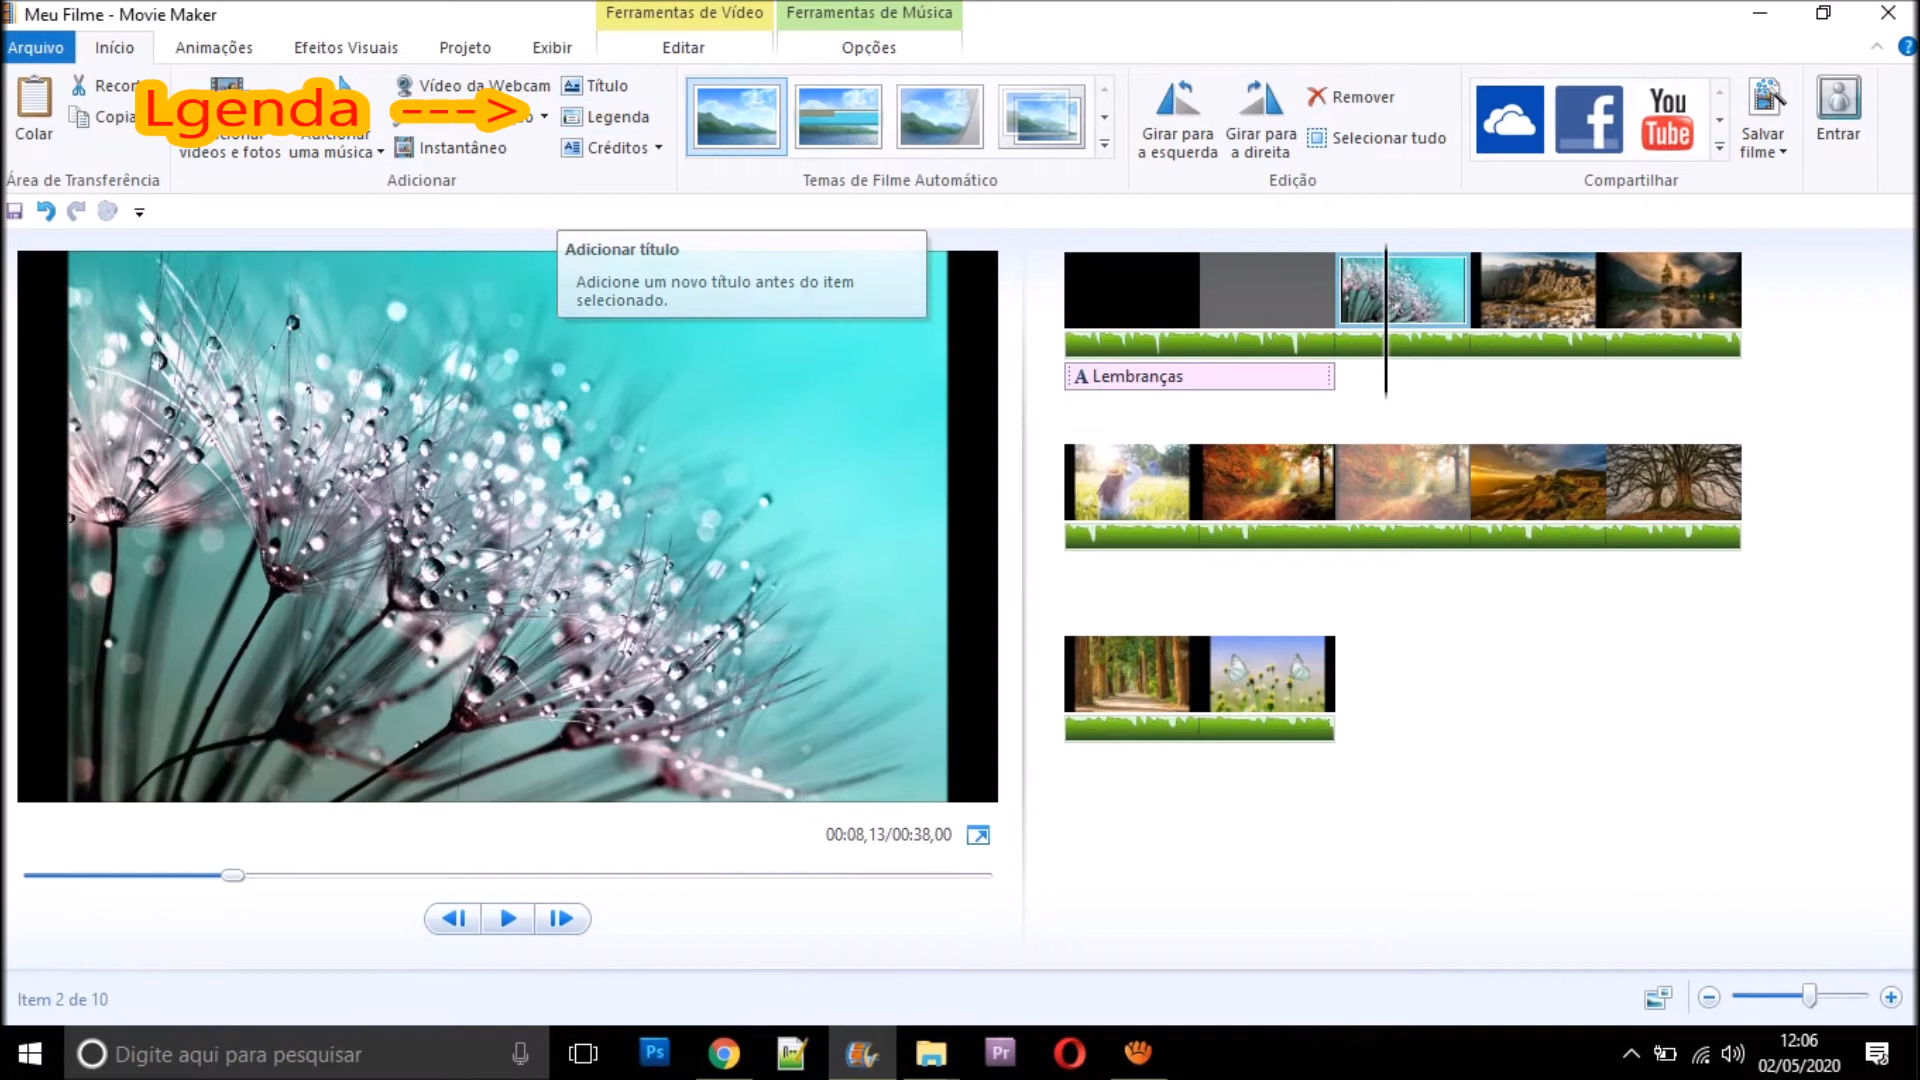 Meu Filme - Movie Maker
Ferramentas de Vídeo
Ferramentas de Música
Arquivo
Início
Animações
Efeitos Visuais
Projeto
Exibir
Editar
Opções
Colar
Recort
Copia
Lgenda ---->
vídeos e fotos
uma música
Vídeo da Webcam
Instantâneo
Título
Legenda
Créditos
Girar para
a esquerda
Girar para
a direita
Remover
Selecionar tudo
You
Tube
Salvar
filme
Entrar
Área de Transferência
Adicionar
Temas de Filme Automático
Edição
Compartilhar
Adicionar título
Adicione um novo título antes do item
selecionado.
A Lembranças
00:08,13/00:38,00
Item 2 de 10
Digite aqui para pesquisar
Ps
Pr
12:06
02/05/2020